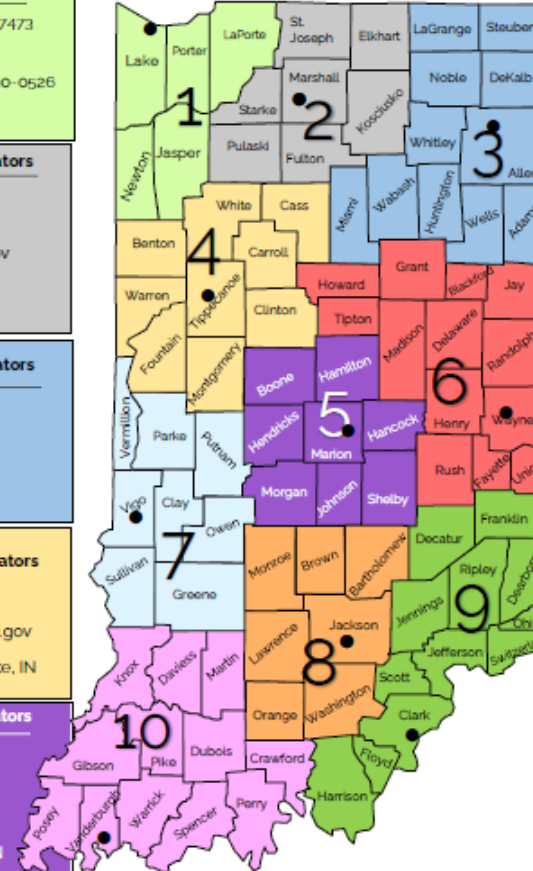 7473
0-0526
ators
v
ators
ators
.gov
e, IN
ators
LaPorte
St.
Joseph
Elkhart
LaGrange
Steuben
Lake
Porter
Marshall
Noble
DeKalb
Starke
Kosciusko
1
2
3
Pulaski
Fulton
Whitley
Allen
Newton
Jasper
Miami
Wabash
Huntington
Wells
Adams
White
Cass
Benton
4
Carroll
Grant
Blackford
Jay
Warren
Tippecanoe
Clinton
Howard
Tipton
Madison
Delaware
Randolph
Fountain
Montgomery
Boone
Hamilton
6
Henry
Wayne
Vermillion
Parke
Putnam
Hendricks
5
Marion
Hancock
Rush
Fayette
Uni
Vigo
Clay
Owen
Morgan
Johnson
Shelby
Franklin
7
Sullivan
Greene
Monroe
Brown
Bartholomew
Decatur
Ripley
Dearbo
9
Jennings
Ohi
Jefferson
Switzerl
Knox
Daviess
Martin
Lawrence
Jackson
8
Scott
Orange
Washington
Clark
10
Gibson
Pike
Dubois
Crawford
Floyd
Harrison
Posey
Vanderburgh
Warrick
Spencer
Perry